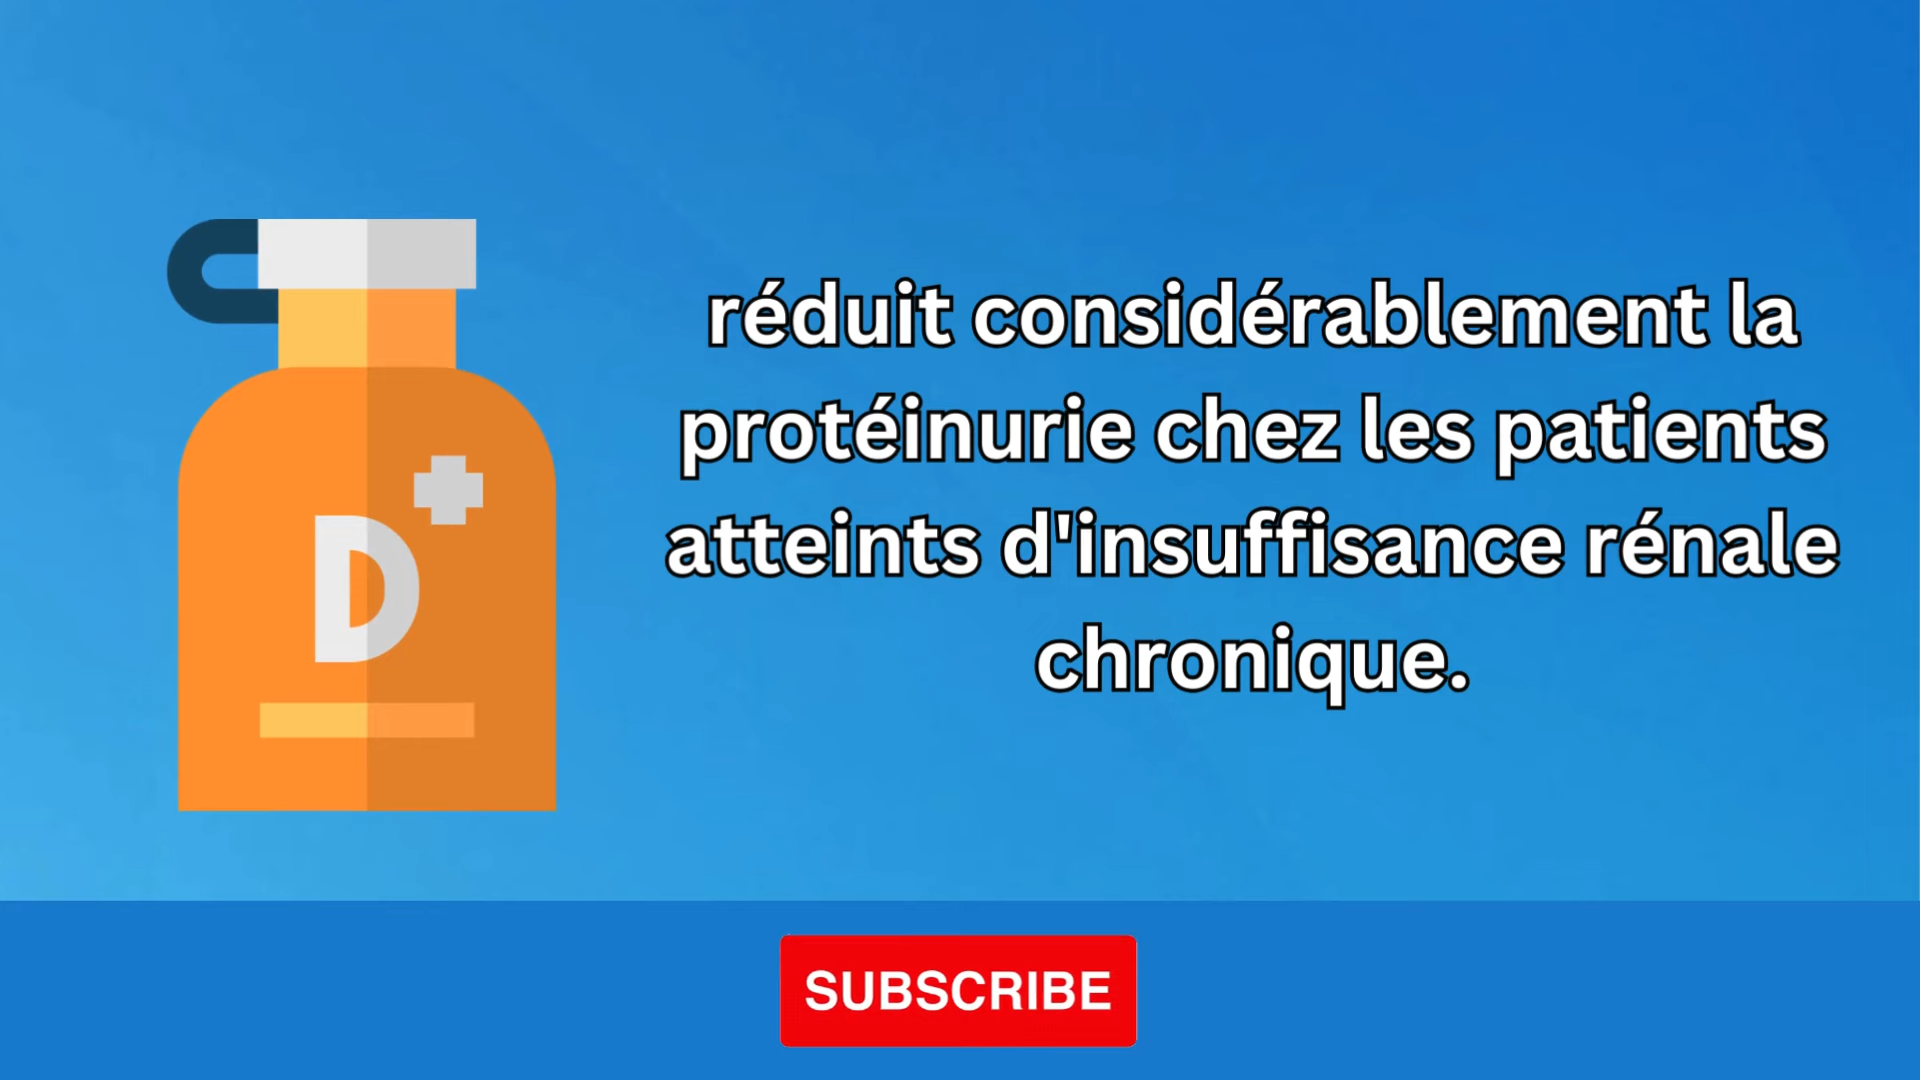 D+
réduit considérablement la
protéinurie chez les patients
atteints d'insuffisance rénale
chronique.
SUBSCRIBE